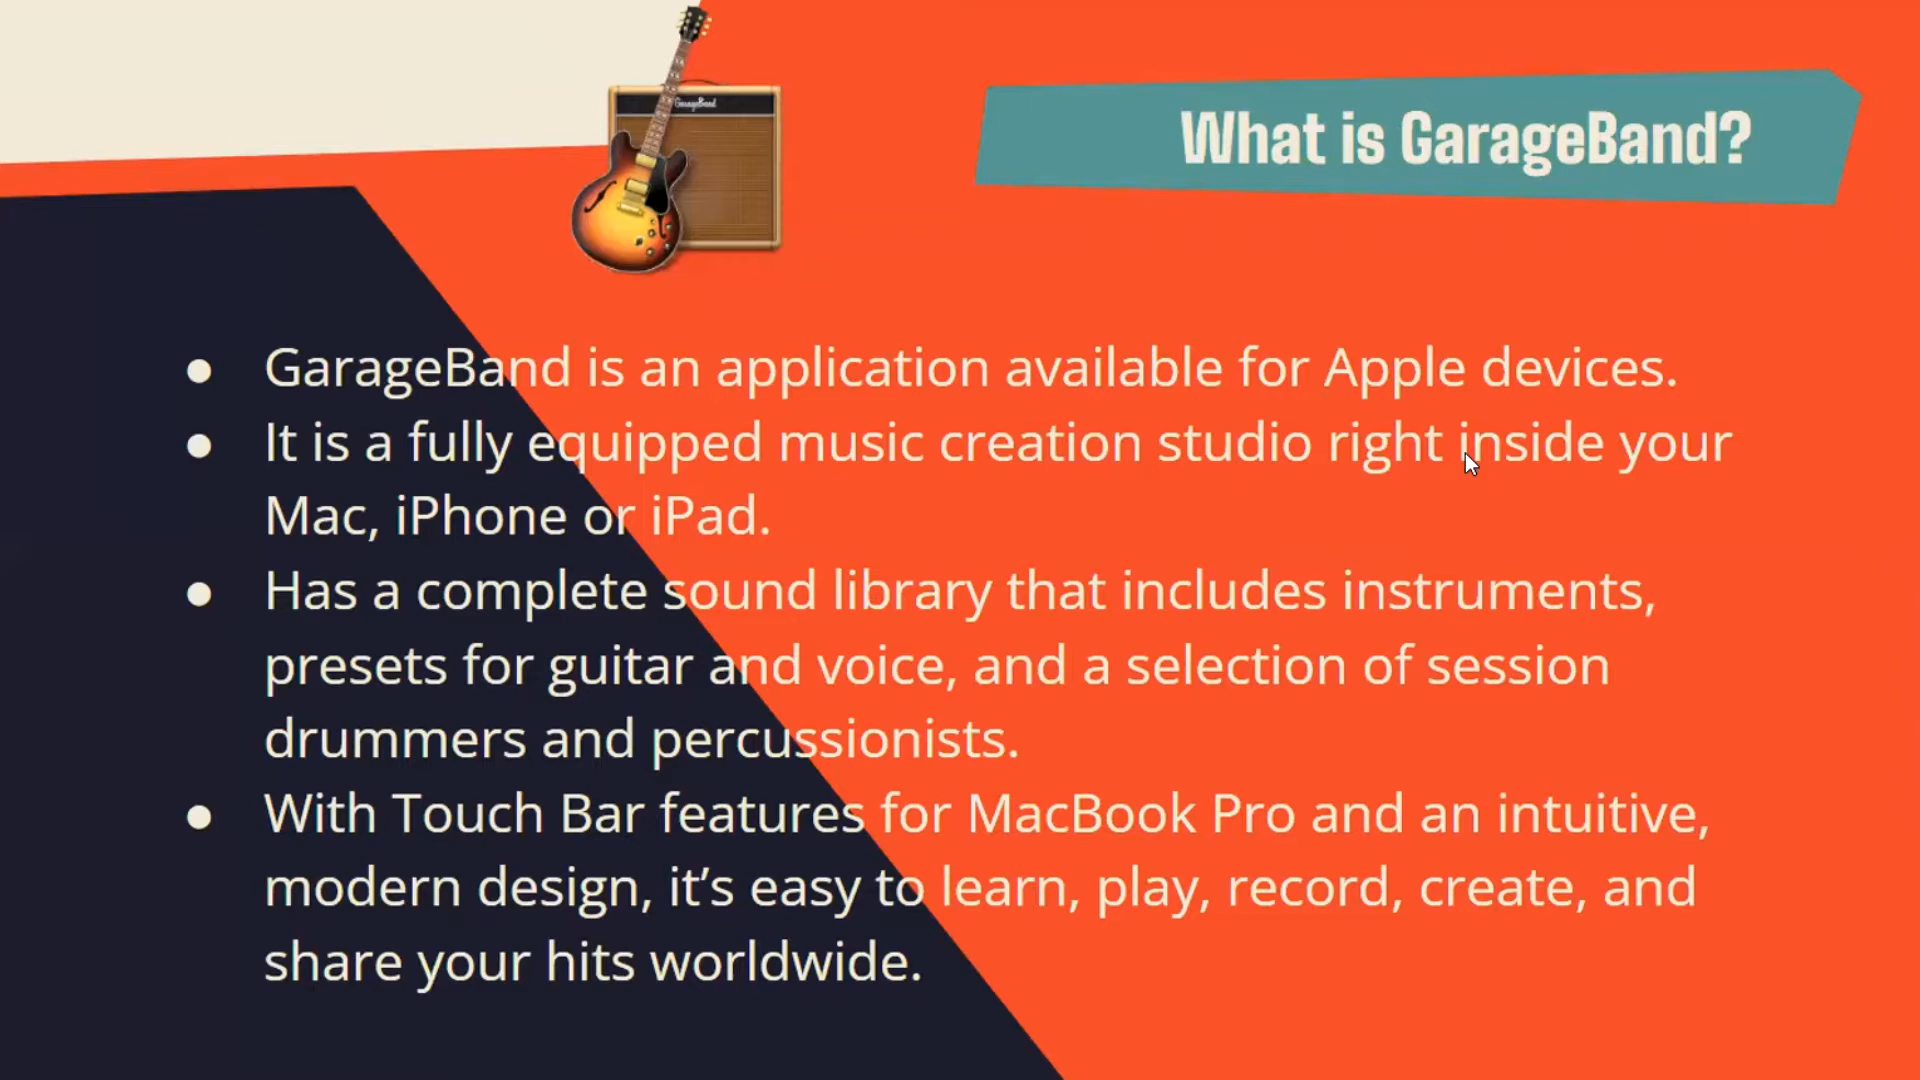 GarageBand
What is GarageBand?
● GarageBand is an application available for Apple devices.
● It is a fully equipped music creation studio right inside your
Mac, iPhone or iPad.
● Has a complete sound library that includes instruments,
presets for guitar and voice, and a selection of session
drummers and percussionists.
● With Touch Bar features for MacBook Pro and an intuitive,
modern design, it’s easy to learn, play, record, create, and
share your hits worldwide.